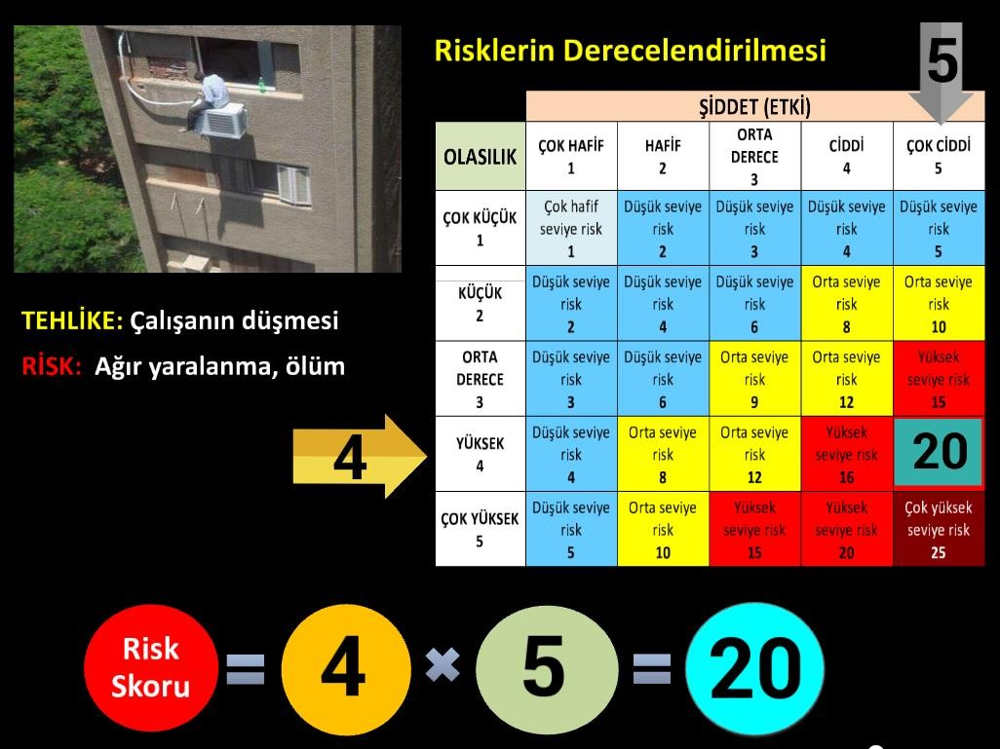 Risklerin Derecelendirilmesi
5
ŞİDDET (ETKİ)
OLASILIK
ÇOK HAFİF
1
HAFİF
2
ORTA
DERECE
3
CİDDİ
4
ÇOK CİDDİ
5
ÇOK KÜÇÜK
1
Çok hafif
seviye risk
1
Düşük seviye
risk
2
Düşük seviye
risk
3
Düşük seviye
risk
4
Düşük seviye
risk
5
KÜÇÜK
2
Düşük seviye
risk
2
Düşük seviye
risk
4
Düşük seviye
risk
6
Orta seviye
risk
8
Orta seviye
risk
10
ORTA
DERECE
3
Düşük seviye
risk
3
Düşük seviye
risk
6
Orta seviye
risk
9
Orta seviye
risk
12
Yüksek
seviye risk
15
YÜKSEK
4
Düşük seviye
risk
4
Orta seviye
risk
8
Orta seviye
risk
12
Yüksek
seviye risk
16
20
ÇOK YÜKSEK
5
Düşük seviye
risk
5
Orta seviye
risk
10
Yüksek
seviye risk
15
Yüksek
seviye risk
20
Çok yüksek
seviye risk
25
TEHLİKE: Çalışanın düşmesi
RİSK: Ağır yaralanma, ölüm
4
Risk
Skoru
=
4
×
5
=
20